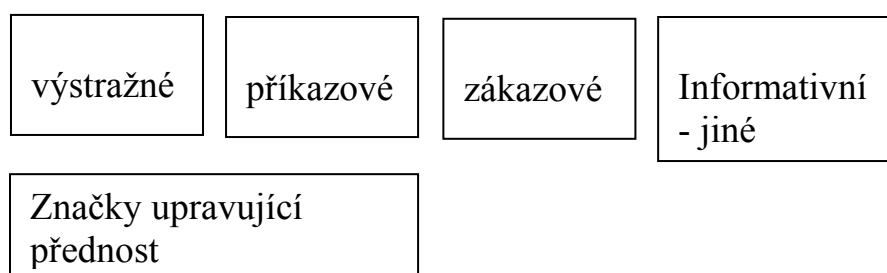 výstražné
příkazové
zákazové
Informativní
- jiné
Značky upravující
přednost